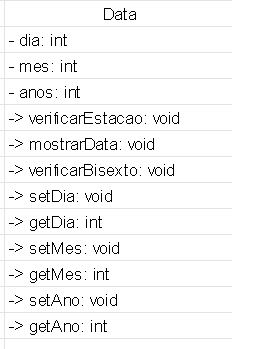 Data
- dia: int
- mes: int
- anos: int
-> verificarEstacao: void
-> mostrarData: void
-> verificarBisexto: void
-> setDia: void
-> getDia: int
-> setMes: void
-> getMes: int
-> setAno: void
-> getAno: int